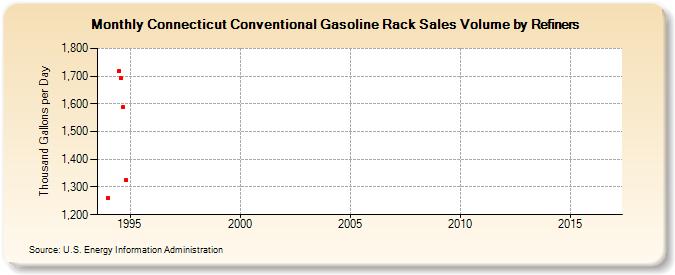 Monthly Connecticut Conventional Gasoline Rack Sales Volume by Refiners
Thousand Gallons per Day
1,800
1,700
1,600
1,500
1,400
1,300
1,200
1995 2000 2005 2010 2015
Source: U.S. Energy Information Administration